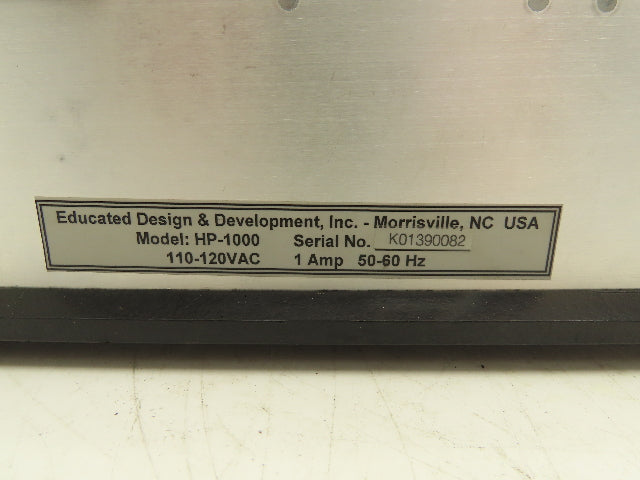 Educated Design & Development, Inc. - Morrisville, NC USA
Model: HP-1000 Serial No. K01390082
110-120VAC 1 Amp 50-60 Hz